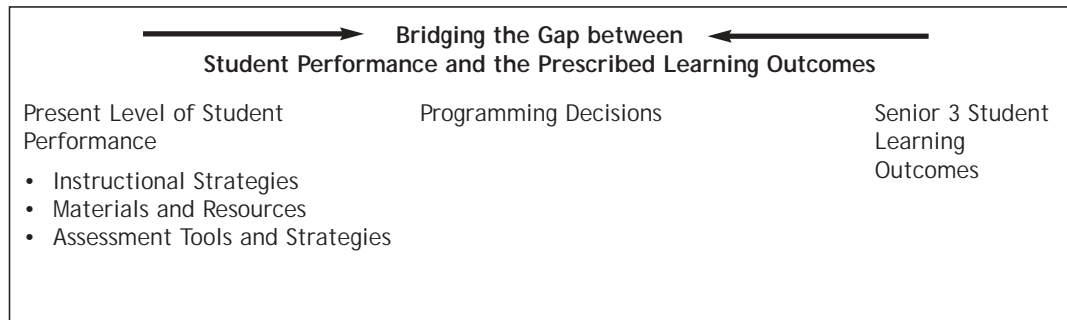 Bridging the Gap between
Student Performance and the Prescribed Learning Outcomes
Present Level of Student
Performance
• Instructional Strategies
• Materials and Resources
• Assessment Tools and Strategies
Programming Decisions
Senior 3 Student
Learning
Outcomes